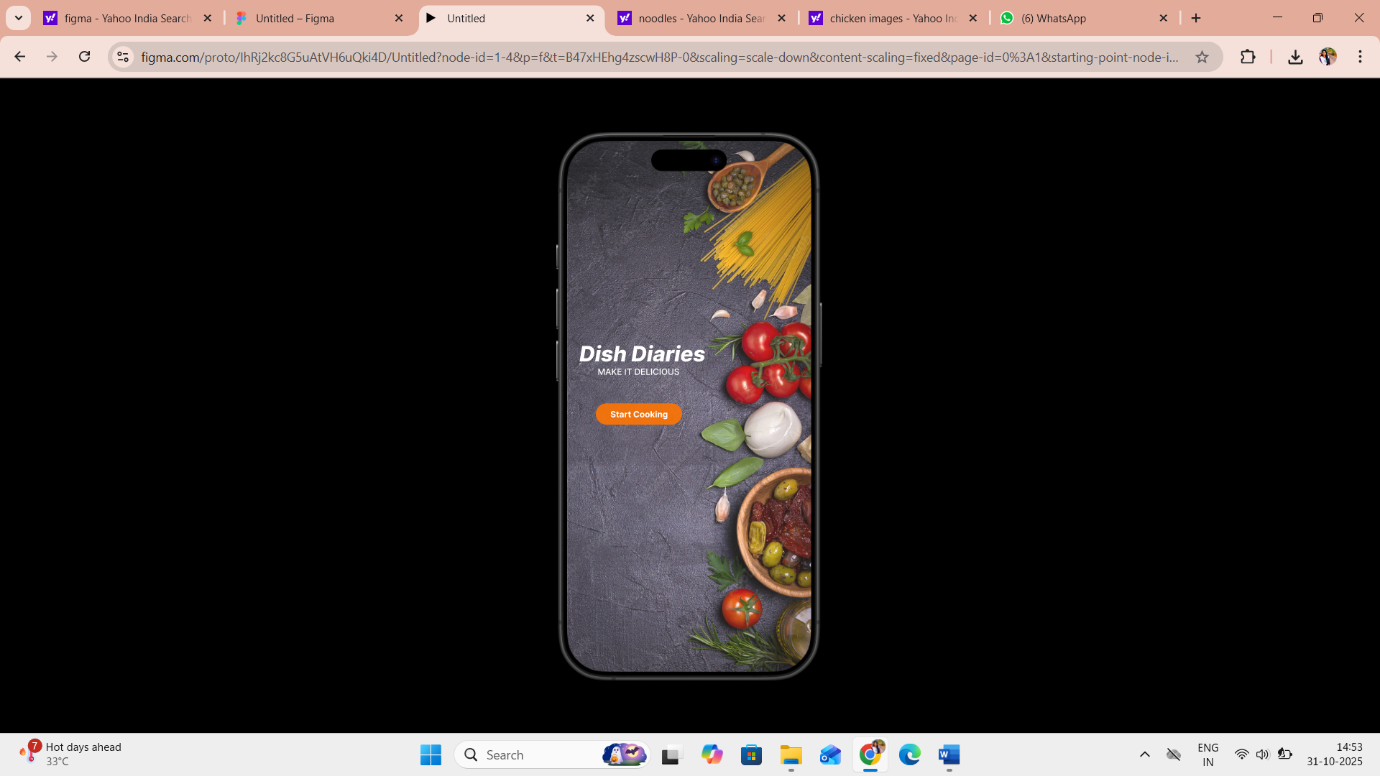 figma - Yahoo India Search
Untitled – Figma
Untitled
noodles - Yahoo India Sear
chicken images - Yahoo Inc
(6) WhatsApp
figma.com/proto/lhRj2kc8G5uAtVH6uQki4D/Untitled?node-id=1-4&p=f&t=B47xHEhg4zscwH8P-0&scaling=scale-down&content-scaling=fixed&page-id=0%3A1&starting-point-node-i...
Dish Diaries
MAKE IT DELICIOUS
Start Cooking
7
Hot days ahead
33°C
Search
ENG
IN
14:53
31-10-2025